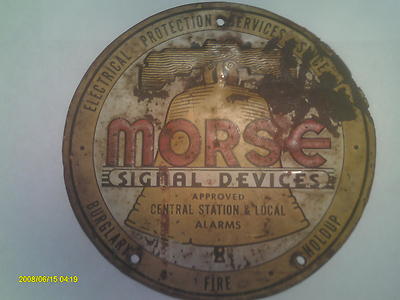 ELECTRICAL PROTECTION SERVICES
MORSE
SIGNAL DEVICES
APPROVED
CENTRAL STATION & LOCAL
ALARMS
BURGLARY
FIRE
HOLDUP
2008/06/15 04:19